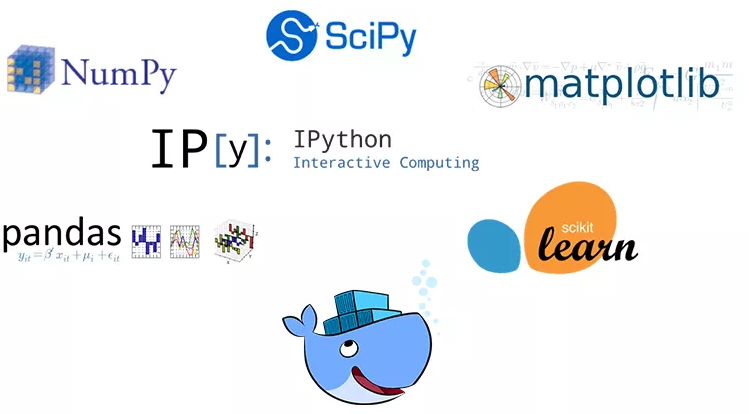 SciPy
NumPy
matplotlib
IP[y]: IPython
Interactive Computing
pandas
scikit
learn